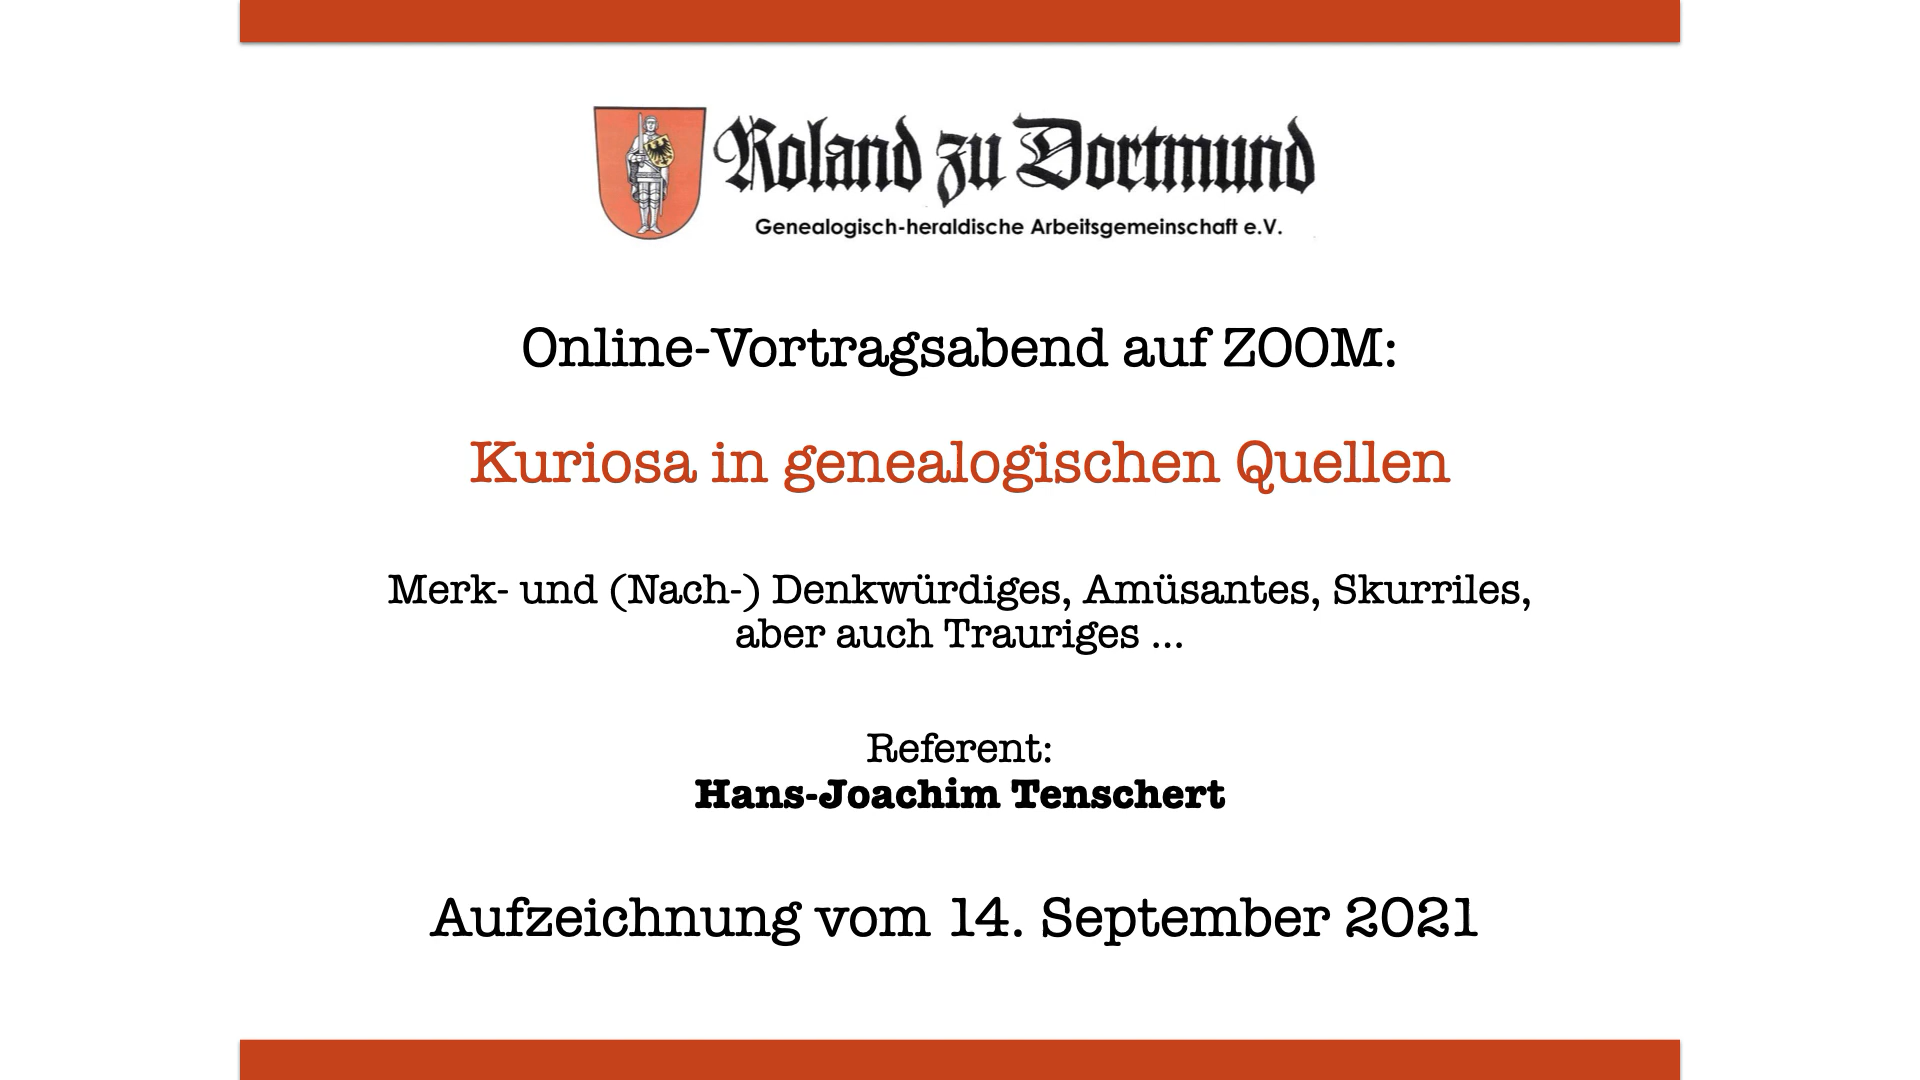 Roland zu Dortmund
Genealogisch-heraldische Arbeitsgemeinschaft e.V.
Online-Vortragsabend auf ZOOM:
Kuriosa in genealogischen Quellen
Merk- und (Nach-) Denkwürdiges, Amüsantes, Skurriles,
aber auch Trauriges ...
Referent:
Hans-Joachim Tenschert
Aufzeichnung vom 14. September 2021